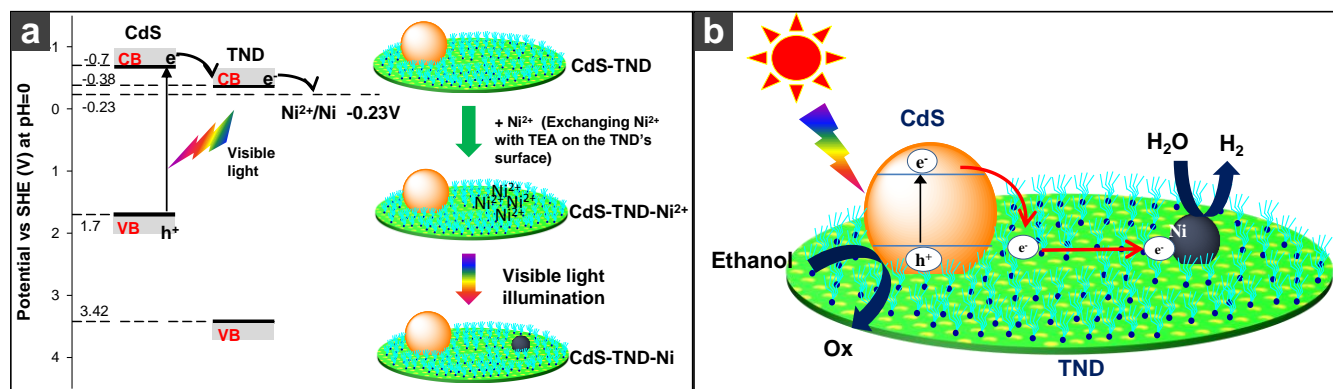 a
Potential vs SHE (V) at pH=0
-1
0
1
2
3
4
-0.7
-0.38
-0.23
1.7
3.42
CdS
CB
e⁻
TND
CB
e⁻
Ni²⁺/Ni -0.23V
Visible
light
VB
h⁺
VB
CdS-TND
+ Ni²⁺ (Exchanging Ni²⁺
with TEA on the TND's
surface)
Ni²⁺
Ni²⁺Ni²⁺
Ni²⁺
CdS-TND-Ni²⁺
Visible light
illumination
CdS-TND-Ni
b
CdS
e⁻
h⁺
Ethanol
Ox
e⁻
e⁻
Ni
H₂O
H₂
TND